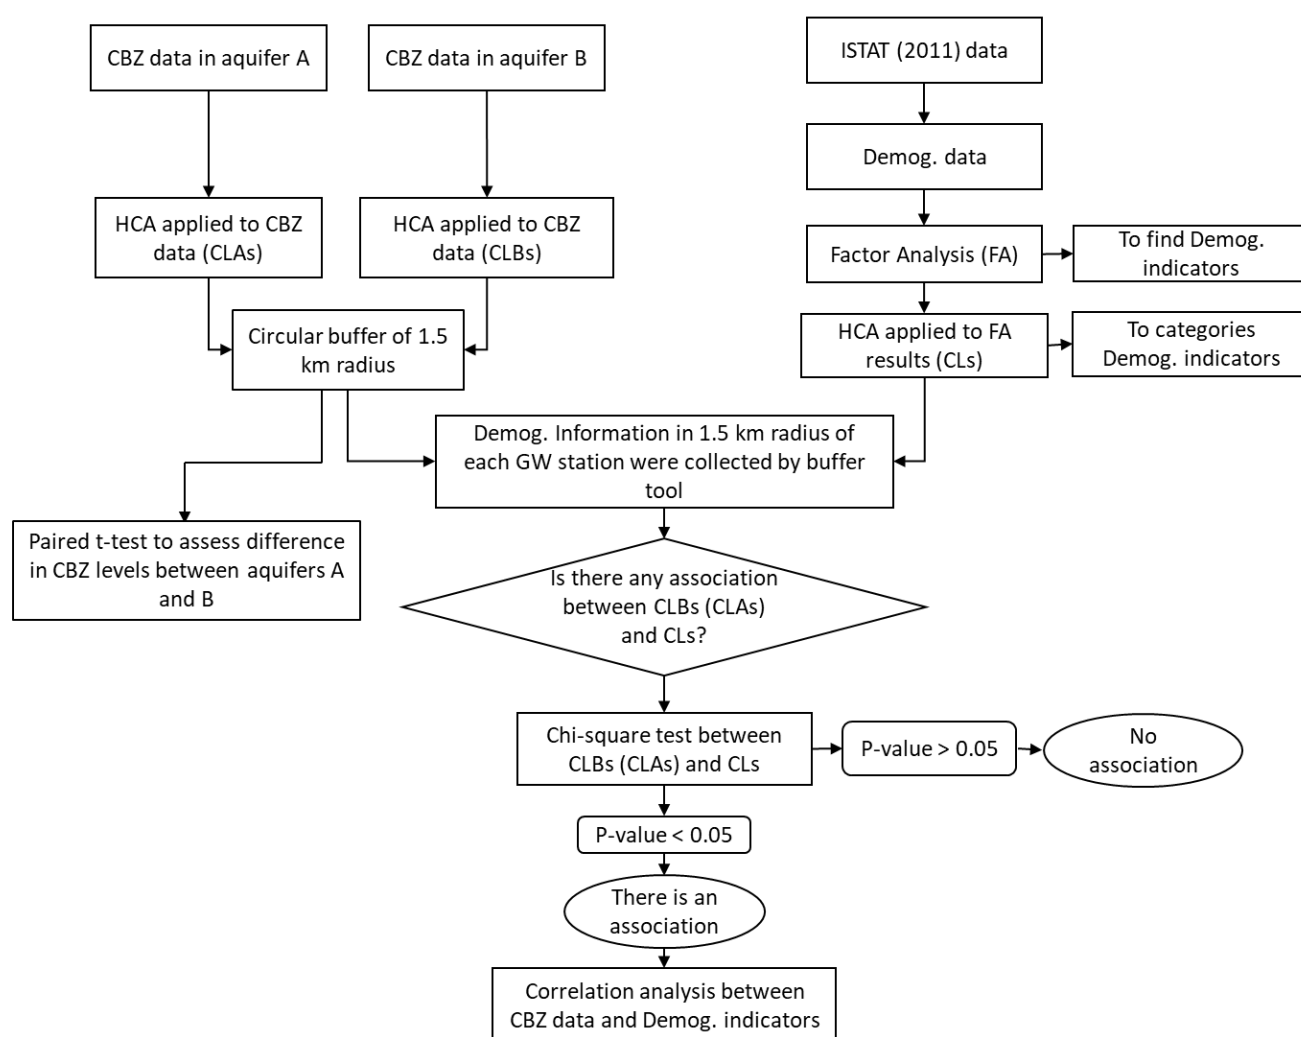 CBZ data in aquifer A
CBZ data in aquifer B
ISTAT (2011) data
Demog. data
HCA applied to CBZ
data (CLAs)
HCA applied to CBZ
data (CLBs)
Factor Analysis (FA)
To find Demog.
indicators
Circular buffer of 1.5
km radius
HCA applied to FA
results (CLs)
To categories
Demog. indicators
Demog. Information in 1.5 km radius of
each GW station were collected by buffer
tool
Paired t-test to assess difference
in CBZ levels between aquifers A
and B
Is there any association
between CLBs (CLAs)
and CLs?
Chi-square test between
CLBs (CLAs) and CLs
P-value > 0.05
No
association
P-value < 0.05
There is an
association
Correlation analysis between
CBZ data and Demog. indicators